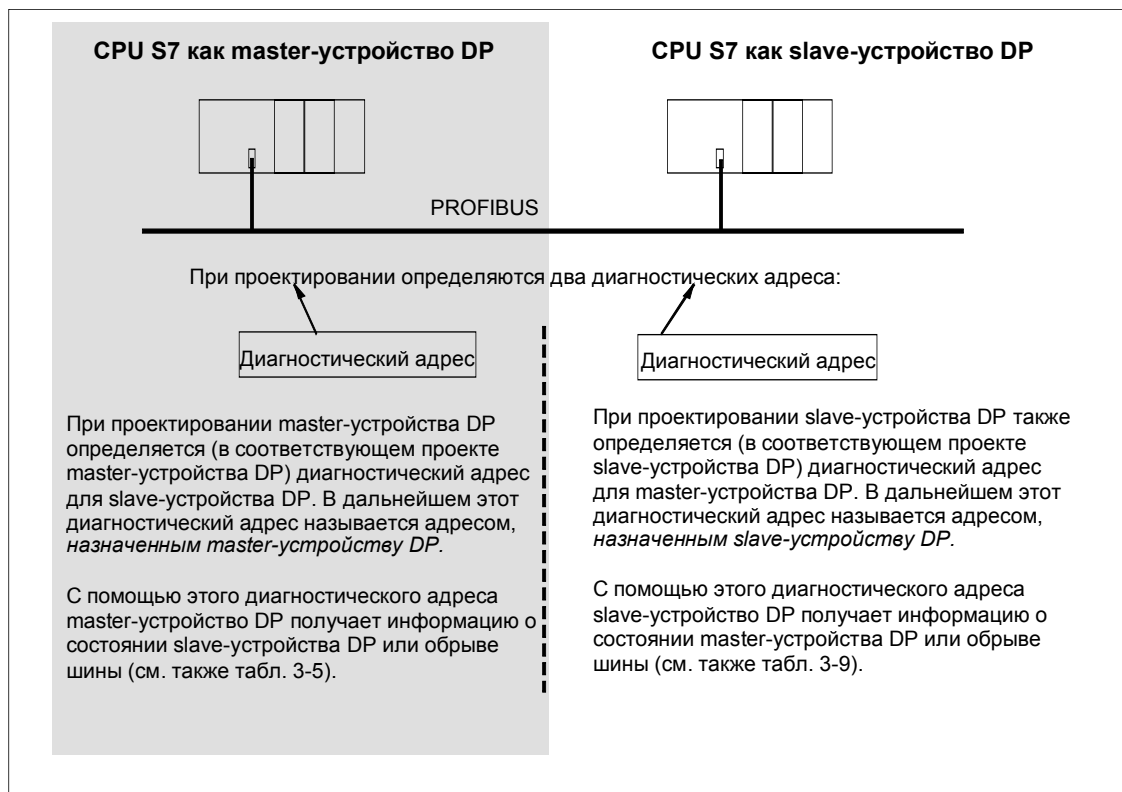 CPU S7 как master-устройство DP
CPU S7 как slave-устройство DP
PROFIBUS
При проектировании определяются два диагностических адреса:
Диагностический адрес
Диагностический адрес
При проектировании master-устройства DP
определяется (в соответствующем проекте
master-устройства DP) диагностический адрес
для slave-устройства DP. В дальнейшем этот
диагностический адрес называется адресом,
назначенным master-устройству DP.
С помощью этого диагностического адреса
master-устройство DP получает информацию о
состоянии slave-устройства DP или обрыве
шины (см. также табл. 3-5).
При проектировании slave-устройства DP также
определяется (в соответствующем проекте
slave-устройства DP) диагностический адрес
для master-устройства DP. В дальнейшем этот
диагностический адрес называется адресом,
назначенным slave-устройству DP.
С помощью этого диагностического адреса
slave-устройство DP получает информацию о
состоянии master-устройства DP или обрыве
шины (см. также табл. 3-9).